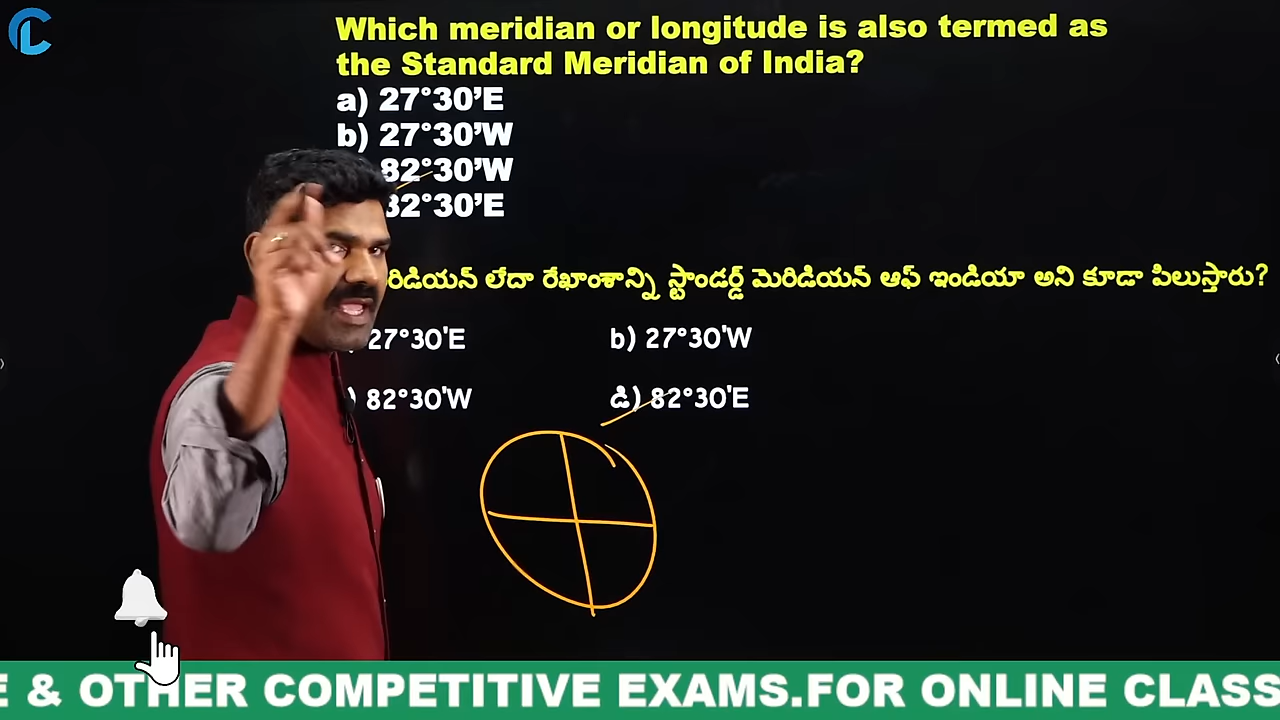 Which meridian or longitude is also termed as
the Standard Meridian of India?
a) 27°30’E
b) 27°30’W
82°30’W
82°30’E
రిడియన్ లేదా రేఖాంశాన్ని స్టాండర్డ్ మెరిడియన్ ఆఫ్ ఇండియా అని కూడా పిలుస్తారు?
27°30'E b) 27°30'W
) 82°30'W డి) 82°30'E
E & OTHER COMPETITIVE EXAMS.FOR ONLINE CLASS